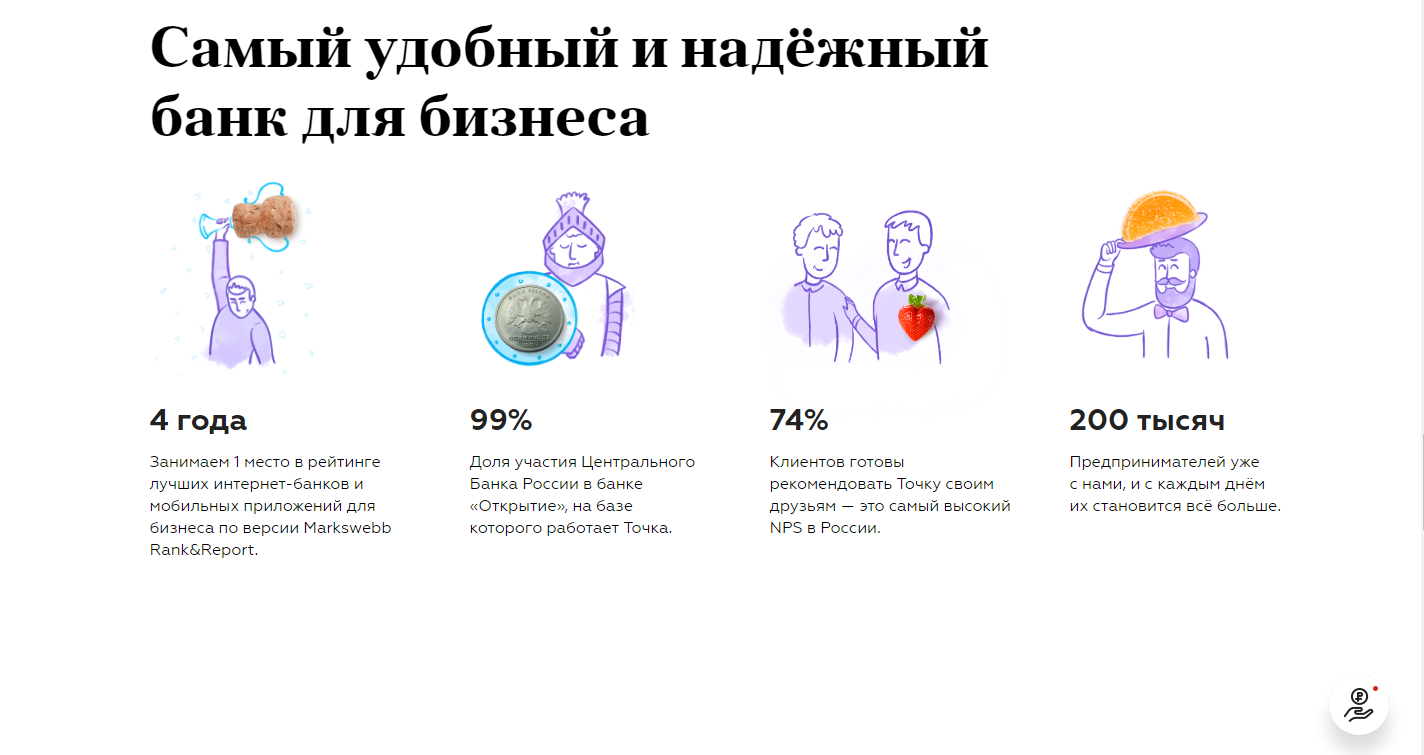 Самый удобный и надёжный
банк для бизнеса
4 года
Занимаем 1 место в рейтинге
лучших интернет-банков и
мобильных приложений для
бизнеса по версии Markswebb
Rank&Report.
99%
Доля участия Центрального
Банка России в банке
«Открытие», на базе
которого работает Точка.
74%
Клиентов готовы
рекомендовать Точку своим
друзьям — это самый высокий
NPS в России.
200 тысяч
Предпринимателей уже
с нами, и с каждым днём
их становится всё больше.